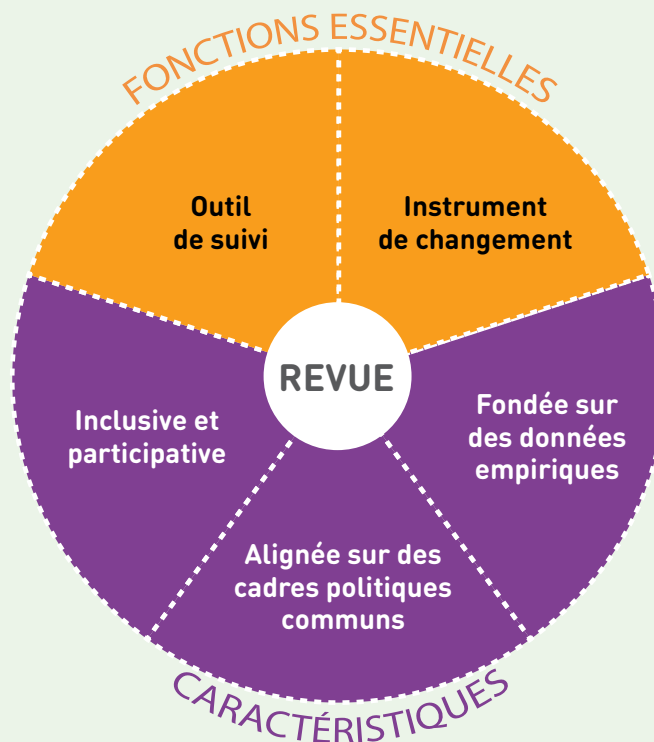 FONCTIONS ESSENTIELLES
Outil
de suivi
Instrument
de changement
REVUE
Inclusive et
participative
Fondée sur
des données
empiriques
Alignée sur des
cadres politiques
communs
CARACTÉRISTIQUES